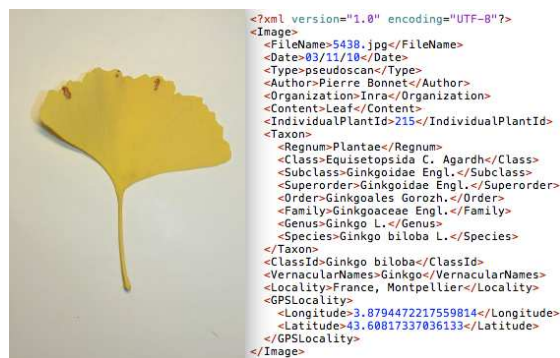 <?xml version="1.0" encoding="UTF-8"?>
<Image>
<FileName>5438.jpg</FileName>
<Date>03/11/10</Date>
<Type>pseudoscan</Type>
<Author>Pierre Bonnet</Author>
<Organization>Inra</Organization>
<Content>Leaf</Content>
<IndividualPlantId>215</IndividualPlantId>
<Taxon>
<Regnum>Plantae</Regnum>
<Class>Equisetopsida C. Agardh</Class>
<Subclass>Ginkgoidae Engl.</Subclass>
<Superorder>Ginkgoidae Engl.</Superorder>
<Order>Ginkgoales Gorozh.</Order>
<Family>Ginkgoaceae Engl.</Family>
<Genus>Ginkgo L.</Genus>
<Species>Ginkgo biloba L.</Species>
</Taxon>
<ClassId>Ginkgo biloba</ClassId>
<VernacularNames>Ginkgo</VernacularNames>
<Locality>France, Montpellier</Locality>
<GPSLocality>
<Longitude>3.8794472217559814</Longitude>
<Latitude>43.60817337036133</Latitude>
</GPSLocality>
</Image>